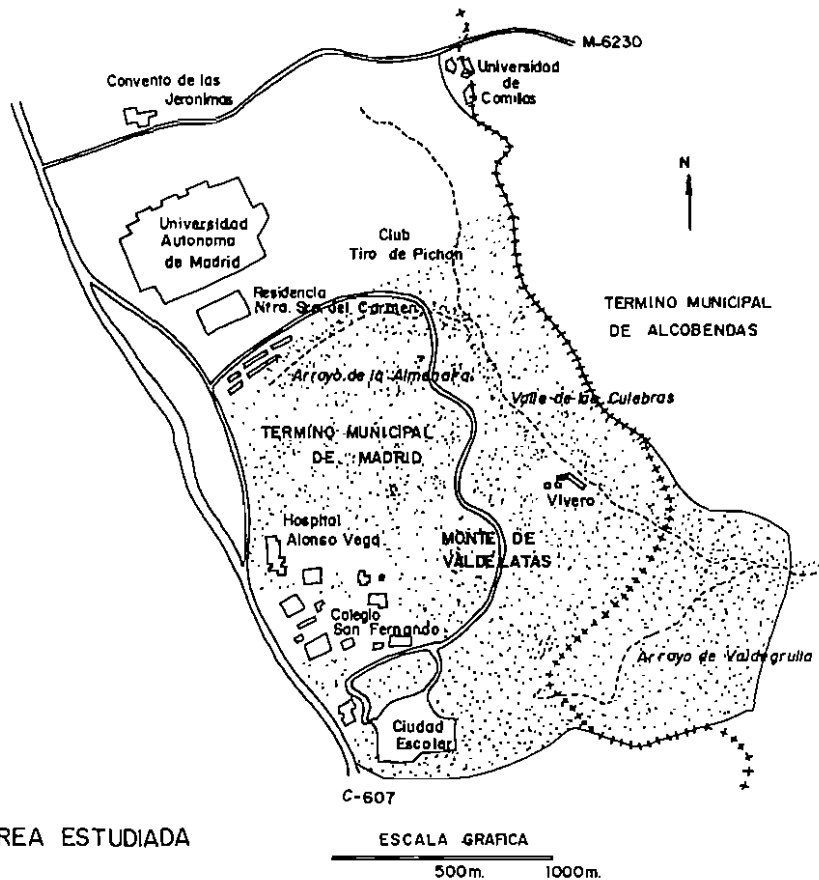 M-6230
Convento de las
Jeronimas
Universidad
de
Comillas
N
Universidad
Autonoma
de Madrid
Club
Tiro de Pichon
Residencia
Ntra. Sra. del Carmen
TERMINO MUNICIPAL
DE ALCOBENDAS
Arroyo de la Almenara
Valle de las Culebras
TERMINO MUNICIPAL
DE MADRID
Vivero
Hospital
Alonso Vega
MONTE DE
VALDELATAS
Colegio
San Fernando
Arroyo de Valdegrulla
Ciudad
Escolar
C-607
REA ESTUDIADA
ESCALA GRAFICA
500m. 1000m.